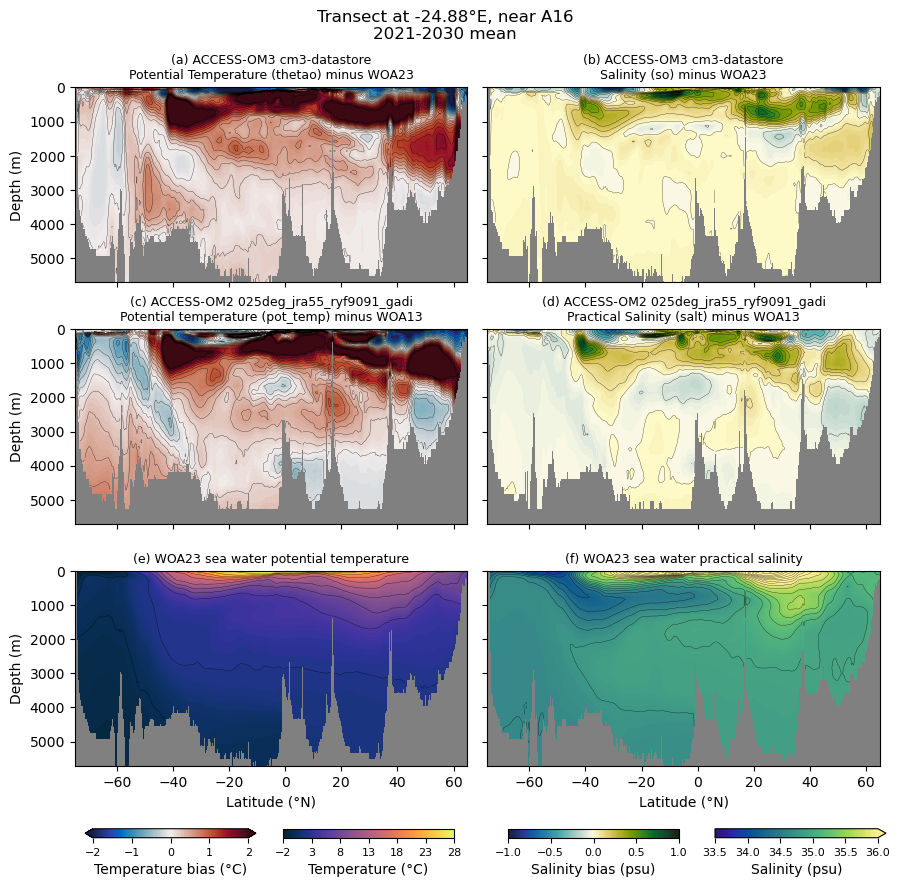 Transect at -24.88°E, near A16
2021-2030 mean
(a) ACCESS-OM3 cm3-datastore
Potential Temperature (thetao) minus WOA23
(b) ACCESS-OM3 cm3-datastore
Salinity (so) minus WOA23
0
1000
2000
3000
4000
5000
Depth (m)
(c) ACCESS-OM2 025deg_jra55_ryf9091_gadi
Potential temperature (pot_temp) minus WOA13
(d) ACCESS-OM2 025deg_jra55_ryf9091_gadi
Practical Salinity (salt) minus WOA13
0
1000
2000
3000
4000
5000
Depth (m)
(e) WOA23 sea water potential temperature
(f) WOA23 sea water practical salinity
0
1000
2000
3000
4000
5000
Depth (m)
−60 −40 −20 0 20 40 60
Latitude (°N)
−60 −40 −20 0 20 40 60
Latitude (°N)
−2 −1 0 1 2
Temperature bias (°C)
−2 3 8 13 18 23 28
Temperature (°C)
−1.0 −0.5 0.0 0.5 1.0
Salinity bias (psu)
33.5 34.0 34.5 35.0 35.5 36.0
Salinity (psu)